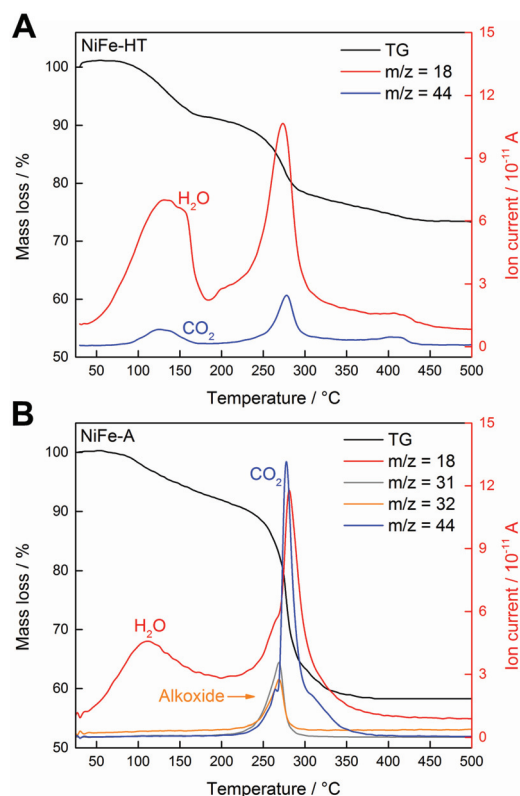 A
NiFe-HT
TG
m/z = 18
m/z = 44
H₂O
CO₂
Mass loss / %
100
90
80
70
60
50
Ion current / 10⁻¹¹ A
15
12
9
6
3
0
50 100 150 200 250 300 350 400 450 500
Temperature / °C
B
NiFe-A
TG
m/z = 18
m/z = 31
m/z = 32
m/z = 44
CO₂
H₂O
Alkoxide
Mass loss / %
100
90
80
70
60
50
Ion current / 10⁻¹¹ A
15
12
9
6
3
0
50 100 150 200 250 300 350 400 450 500
Temperature / °C